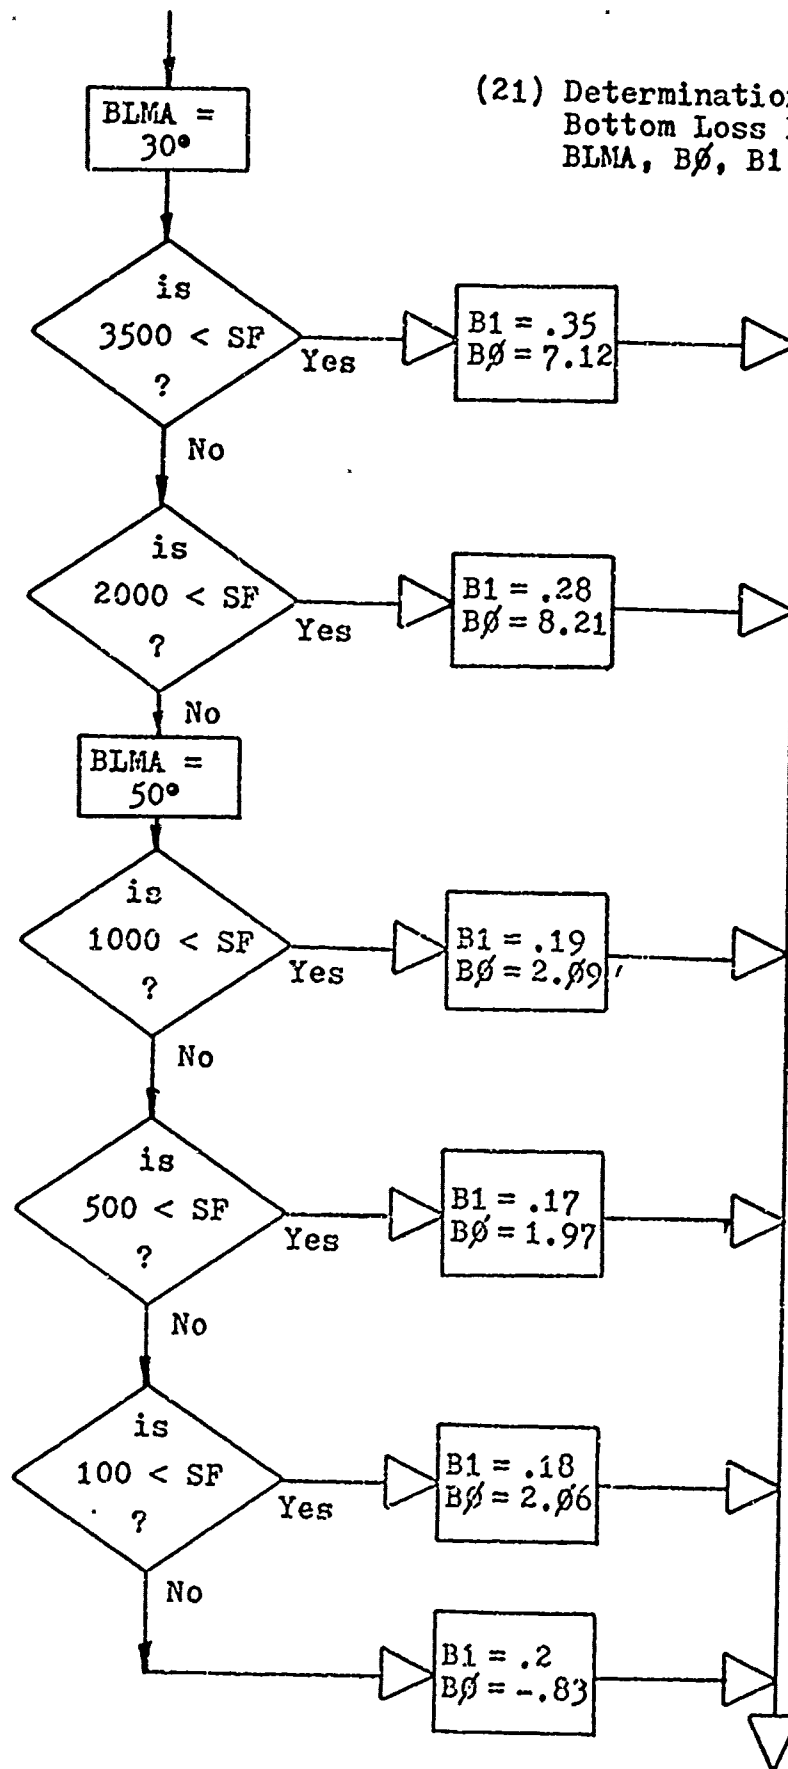 (21) Determination
Bottom Loss
BLMA, BØ, B1
BLMA =
30°
is
3500 < SF
?
Yes
B1 = .35
BØ = 7.12
No
is
2000 < SF
?
Yes
B1 = .28
BØ = 8.21
No
BLMA =
50°
is
1000 < SF
?
Yes
B1 = .19
BØ = 2.Ø9
No
is
500 < SF
?
Yes
B1 = .17
BØ = 1.97
No
is
100 < SF
?
Yes
B1 = .18
BØ = 2.Ø6
No
B1 = .2
BØ = -.83